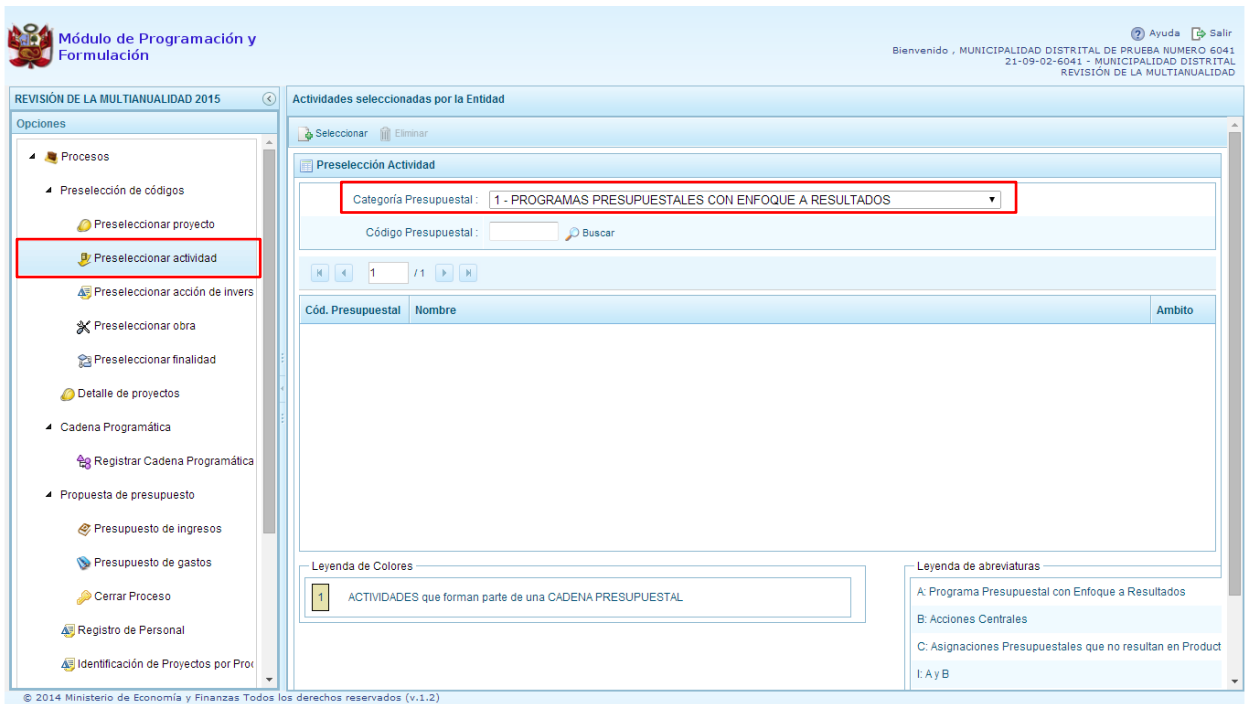 Módulo de Programación y
Formulación
Ayuda Salir
Bienvenido , MUNICIPALIDAD DISTRITAL DE PRUEBA NUMERO 6041
21-09-02-6041 - MUNICIPALIDAD DISTRITAL
REVISIÓN DE LA MULTIANUALIDAD
REVISIÓN DE LA MULTIANUALIDAD 2015
Opciones
Procesos
Preselección de códigos
Preseleccionar proyecto
Preseleccionar actividad
Preseleccionar acción de invers
Preseleccionar obra
Preseleccionar finalidad
Detalle de proyectos
Cadena Programática
Registrar Cadena Programática
Propuesta de presupuesto
Presupuesto de ingresos
Presupuesto de gastos
Cerrar Proceso
Registro de Personal
Identificación de Proyectos por Pro
Actividades seleccionadas por la Entidad
Seleccionar Eliminar
Preselección Actividad
Categoría Presupuestal : 1 - PROGRAMAS PRESUPUESTALES CON ENFOQUE A RESULTADOS
Código Presupuestal : Buscar
1 / 1
Cód. Presupuestal Nombre Ambito
Leyenda de Colores
1 ACTIVIDADES que forman parte de una CADENA PRESUPUESTAL
Leyenda de abreviaturas
A: Programa Presupuestal con Enfoque a Resultados
B: Acciones Centrales
C: Asignaciones Presupuestales que no resultan en Product
I: A y B
© 2014 Ministerio de Economía y Finanzas Todos los derechos reservados (v.1.2)